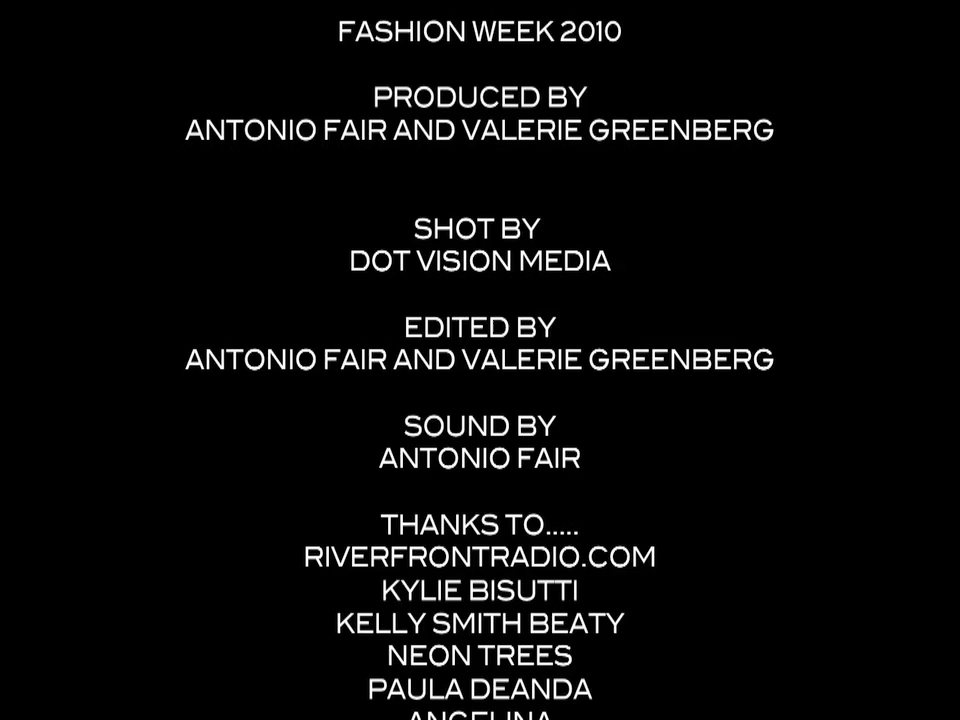 FASHION WEEK 2010
PRODUCED BY
ANTONIO FAIR AND VALERIE GREENBERG
SHOT BY
DOT VISION MEDIA
EDITED BY
ANTONIO FAIR AND VALERIE GREENBERG
SOUND BY
ANTONIO FAIR
THANKS TO.....
RIVERFRONTRADIO.COM
KYLIE BISUTTI
KELLY SMITH BEATY
NEON TREES
PAULA DEANDA
ANGELINA